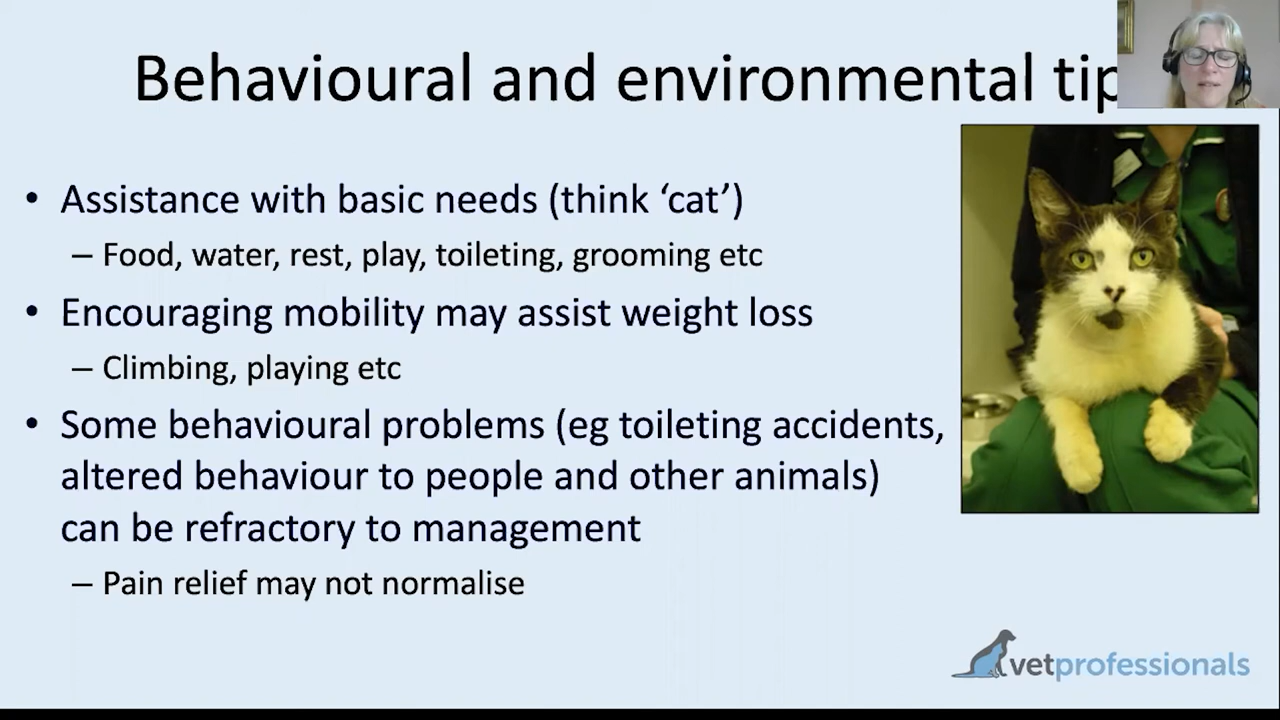 Behavioural and environmental tip
• Assistance with basic needs (think ‘cat’)
– Food, water, rest, play, toileting, grooming etc
• Encouraging mobility may assist weight loss
– Climbing, playing etc
• Some behavioural problems (eg toileting accidents,
altered behaviour to people and other animals)
can be refractory to management
– Pain relief may not normalise
vetprofessionals